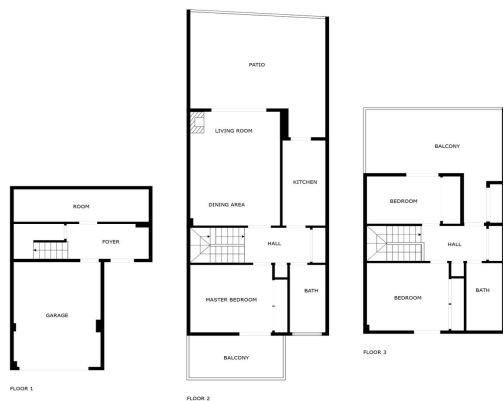 ROOM
FOYER
GARAGE
FLOOR 1
PATIO
LIVING ROOM
KITCHEN
DINING AREA
HALL
MASTER BEDROOM
BATH
BALCONY
FLOOR 2
BALCONY
BEDROOM
HALL
BEDROOM
BATH
FLOOR 3